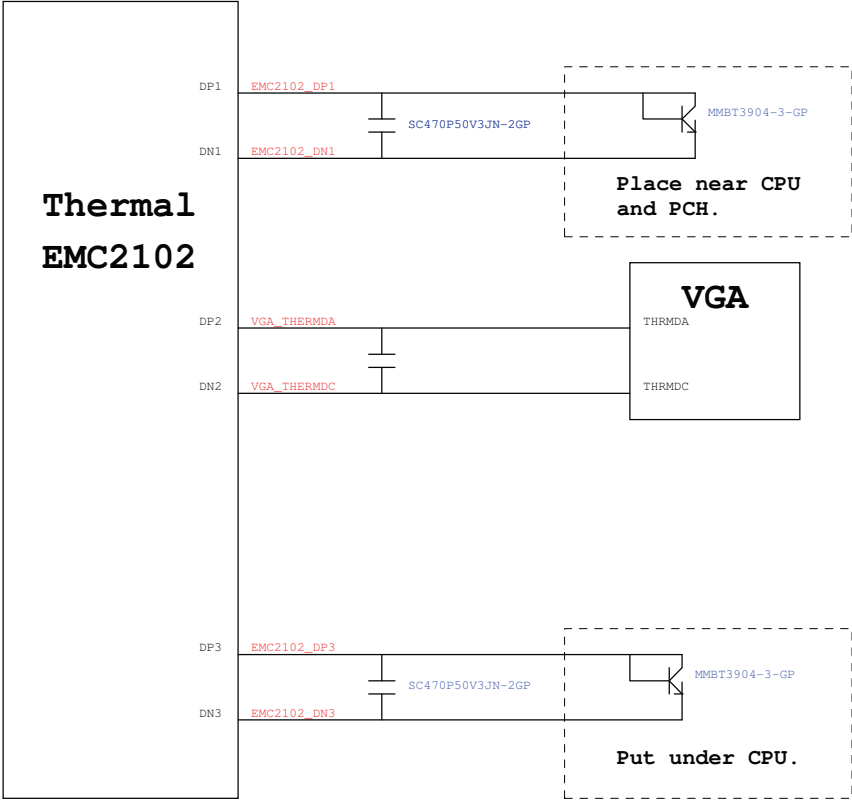 DP1 EMC2102_DP1
MMBT3904-3-GP
SC470P50V3JN-2GP
DN1 EMC2102_DN1
Place near CPU
and PCH.
Thermal
EMC2102
VGA
DP2 VGA_THERMDA THRMDA
DN2 VGA_THERMDC THRMDC
DP3 EMC2102_DP3
MMBT3904-3-GP
SC470P50V3JN-2GP
DN3 EMC2102_DN3
Put under CPU.